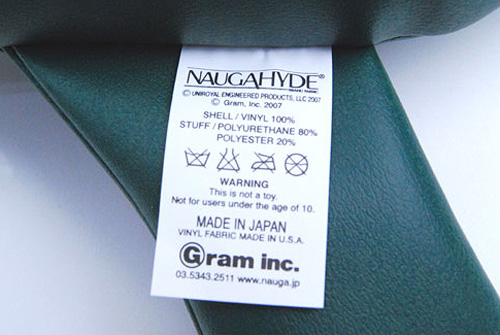 NAUGAHYDE®
© UNIROYAL ENGINEERED PRODUCTS, LLC 2007
© Gram, Inc. 2007
SHELL / VINYL 100%
STUFF / POLYURETHANE 80%
POLYESTER 20%
WARNING
This is not a toy.
Not for users under the age of 10.
MADE IN JAPAN
VINYL FABRIC MADE IN U.S.A.
Gram inc.
03.5343.2511 www.nauga.jp